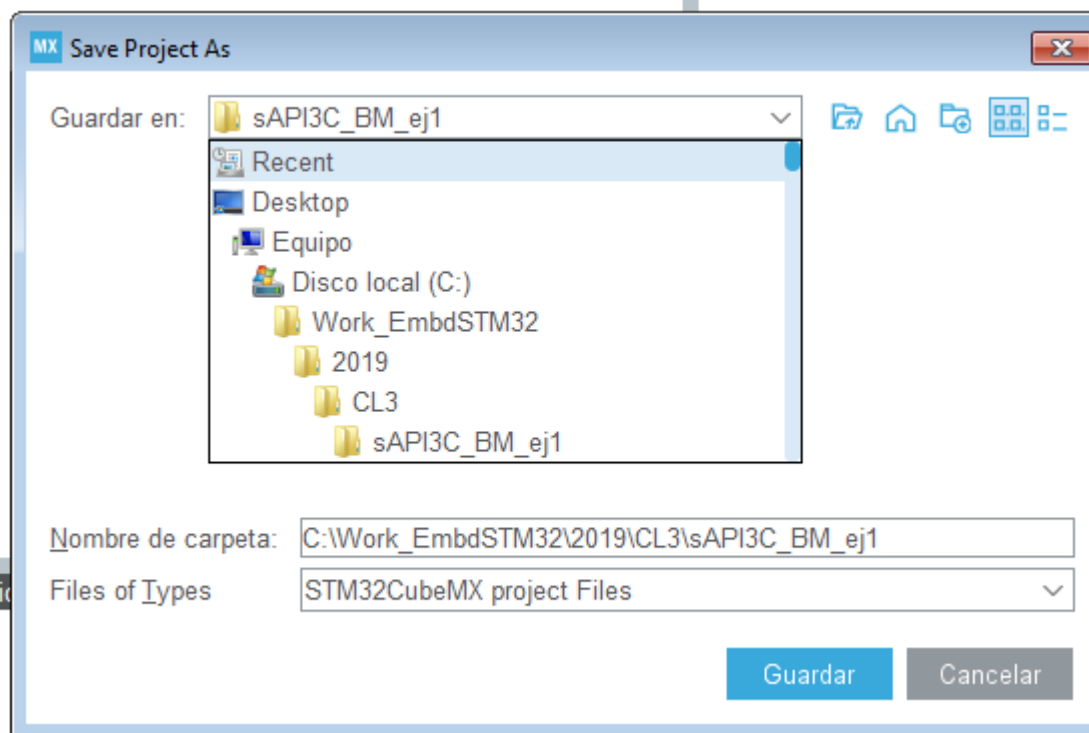 MX Save Project As
Guardar en: sAPI3C_BM_ej1
Recent
Desktop
Equipo
Disco local (C:)
Work_EmbdSTM32
2019
CL3
sAPI3C_BM_ej1
Nombre de carpeta: C:\Work_EmbdSTM32\2019\CL3\sAPI3C_BM_ej1
Files of Types STM32CubeMX project Files
Guardar Cancelar